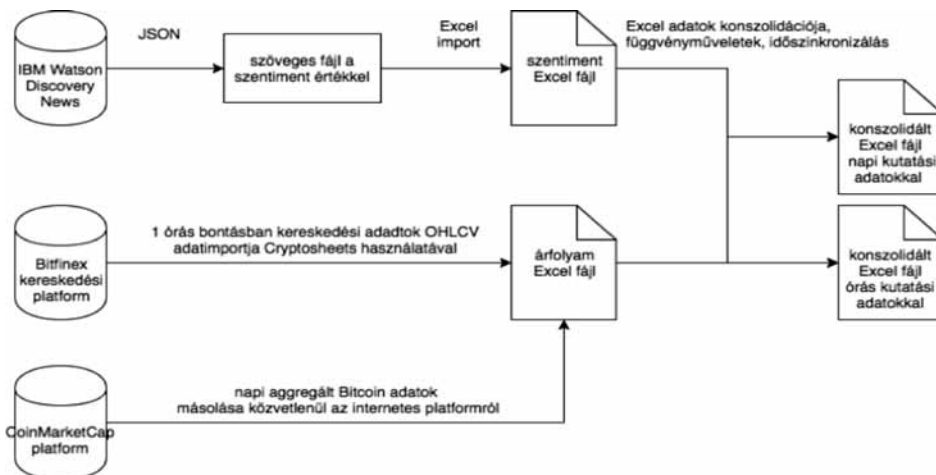 JSON
Excel
import
Excel adatok konszolidációja,
függvényműveletek, időszinkronizálás
IBM Watson
Discovery
News
szöveges fájl a
szentiment értékkel
szentiment
Excel fájl
konszolidált
Excel fájl
napi kutatási
adatokkal
1 órás bontásban kereskedési adadtok OHLCV
adatimportja Cryptosheets használatával
Bitfinex
kereskedési
platform
árfolyam
Excel fájl
konszolidált
Excel fájl
órás kutatási
adatokkal
napi aggregált Bitcoin adatok
másolása közvetlenül az internetes platformról
CoinMarketCap
platform